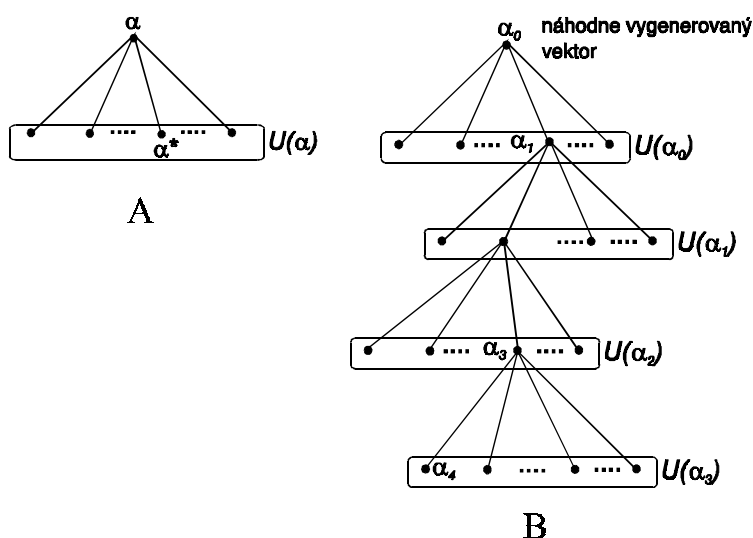 α
α* U(α)
A
α₀ náhodne vygenerovaný
vektor
α₁ U(α₀)
U(α₁)
α₃ U(α₂)
α₄ U(α₃)
B